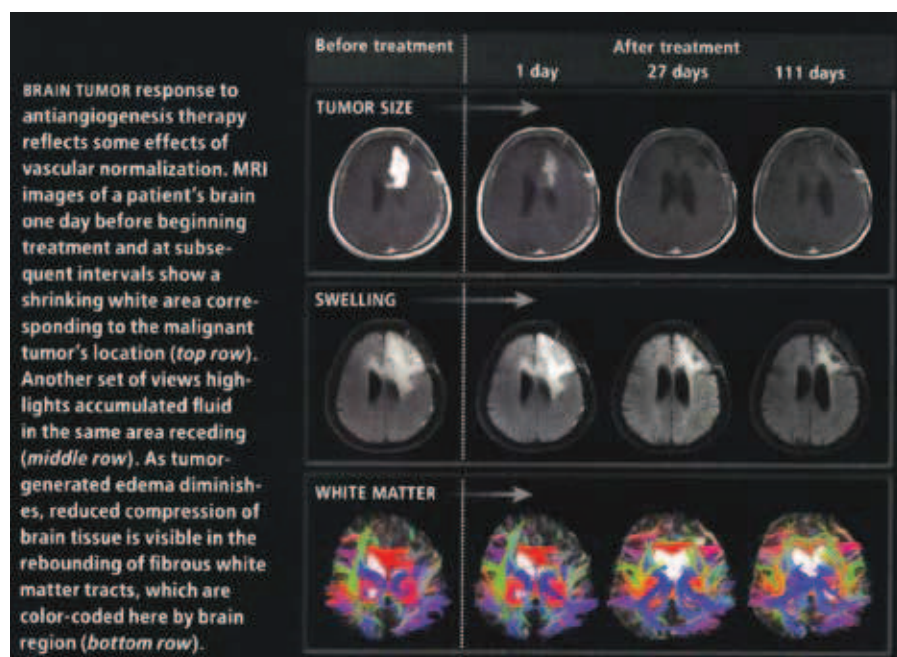 BRAIN TUMOR response to
antiangiogenesis therapy
reflects some effects of
vascular normalization. MRI
images of a patient's brain
one day before beginning
treatment and at subse-
quent intervals show a
shrinking white area corre-
sponding to the malignant
tumor's location (top row).
Another set of views high-
lights accumulated fluid
in the same area receding
(middle row). As tumor-
generated edema diminish-
es, reduced compression of
brain tissue is visible in the
rebounding of fibrous white
matter tracts, which are
color-coded here by brain
region (bottom row).
Before treatment
After treatment
1 day 27 days 111 days
TUMOR SIZE
SWELLING
WHITE MATTER